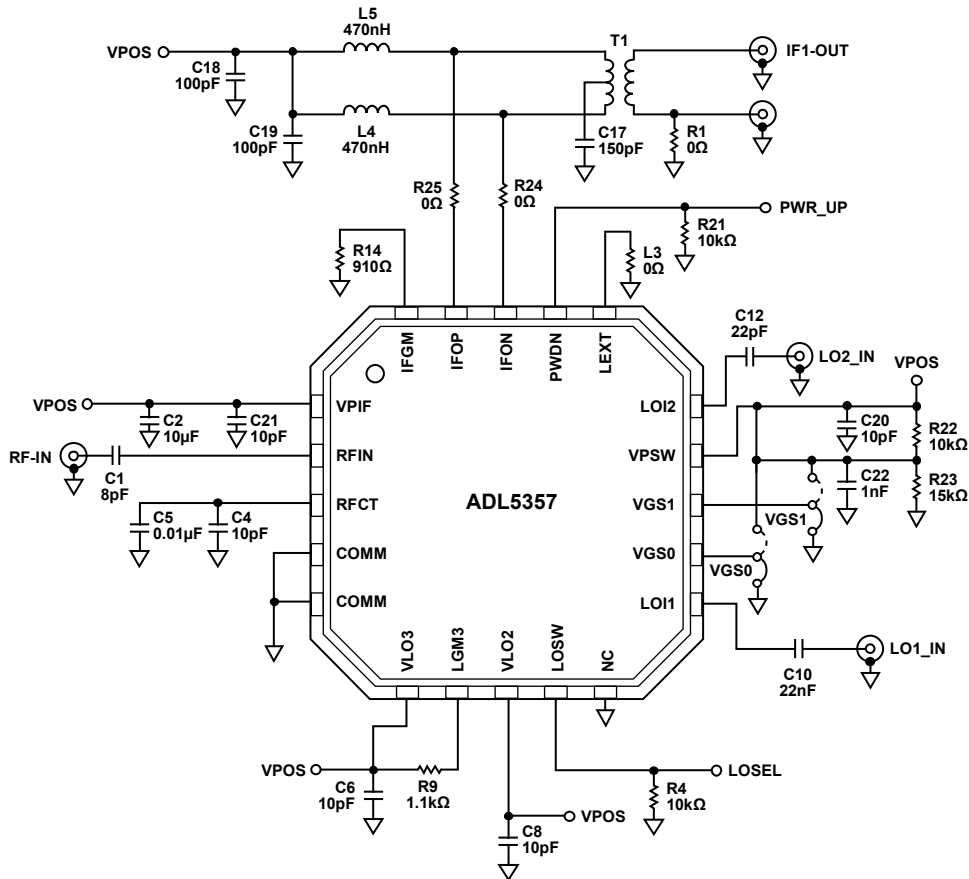 L5
470nH
VPOS
C18
100pF
T1
IF1-OUT
C19
100pF
L4
470nH
C17
150pF
R1
0Ω
R25
0Ω
R24
0Ω
PWR_UP
R21
10kΩ
R14
910Ω
L3
0Ω
IFGM
IFOP
IFON
PWDN
LEXT
C12
22pF
LO2_IN
VPOS
VPOS
C2
10µF
C21
10pF
VPIF
LOI2
C20
10pF
R22
10kΩ
RF-IN
C1
8pF
RFIN
VPSW
C22
1nF
R23
15kΩ
C5
0.01µF
C4
10pF
RFCT
ADL5357
VGS1
VGS1
COMM
VGS0
VGS0
COMM
LOI1
VLO3
LGM3
VLO2
LOSW
NC
LO1_IN
C10
22nF
VPOS
C6
10pF
R9
1.1kΩ
LOSEL
R4
10kΩ
VPOS
C8
10pF